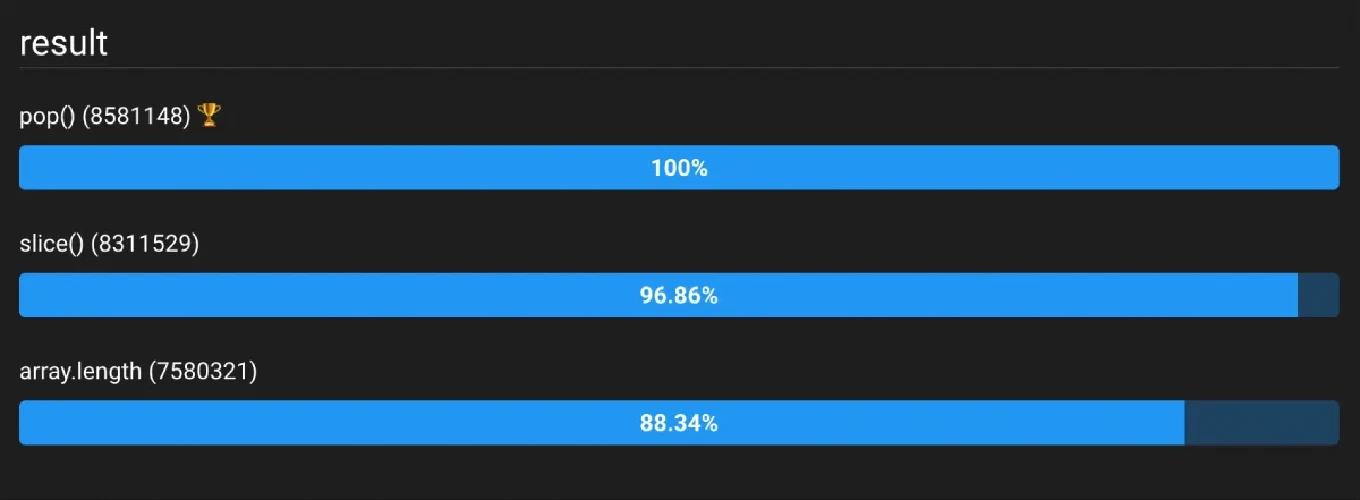 result
pop() (8581148) 🏆
100%
slice() (8311529)
96.86%
array.length (7580321)
88.34%